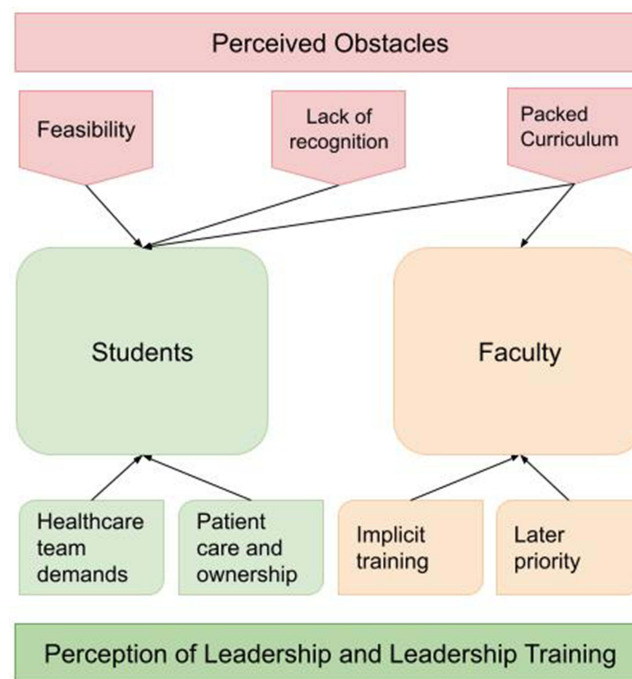 Perceived Obstacles
Feasibility
Lack of
recognition
Packed
Curriculum
Students
Faculty
Healthcare
team
demands
Patient
care and
ownership
Implicit
training
Later
priority
Perception of Leadership and Leadership Training